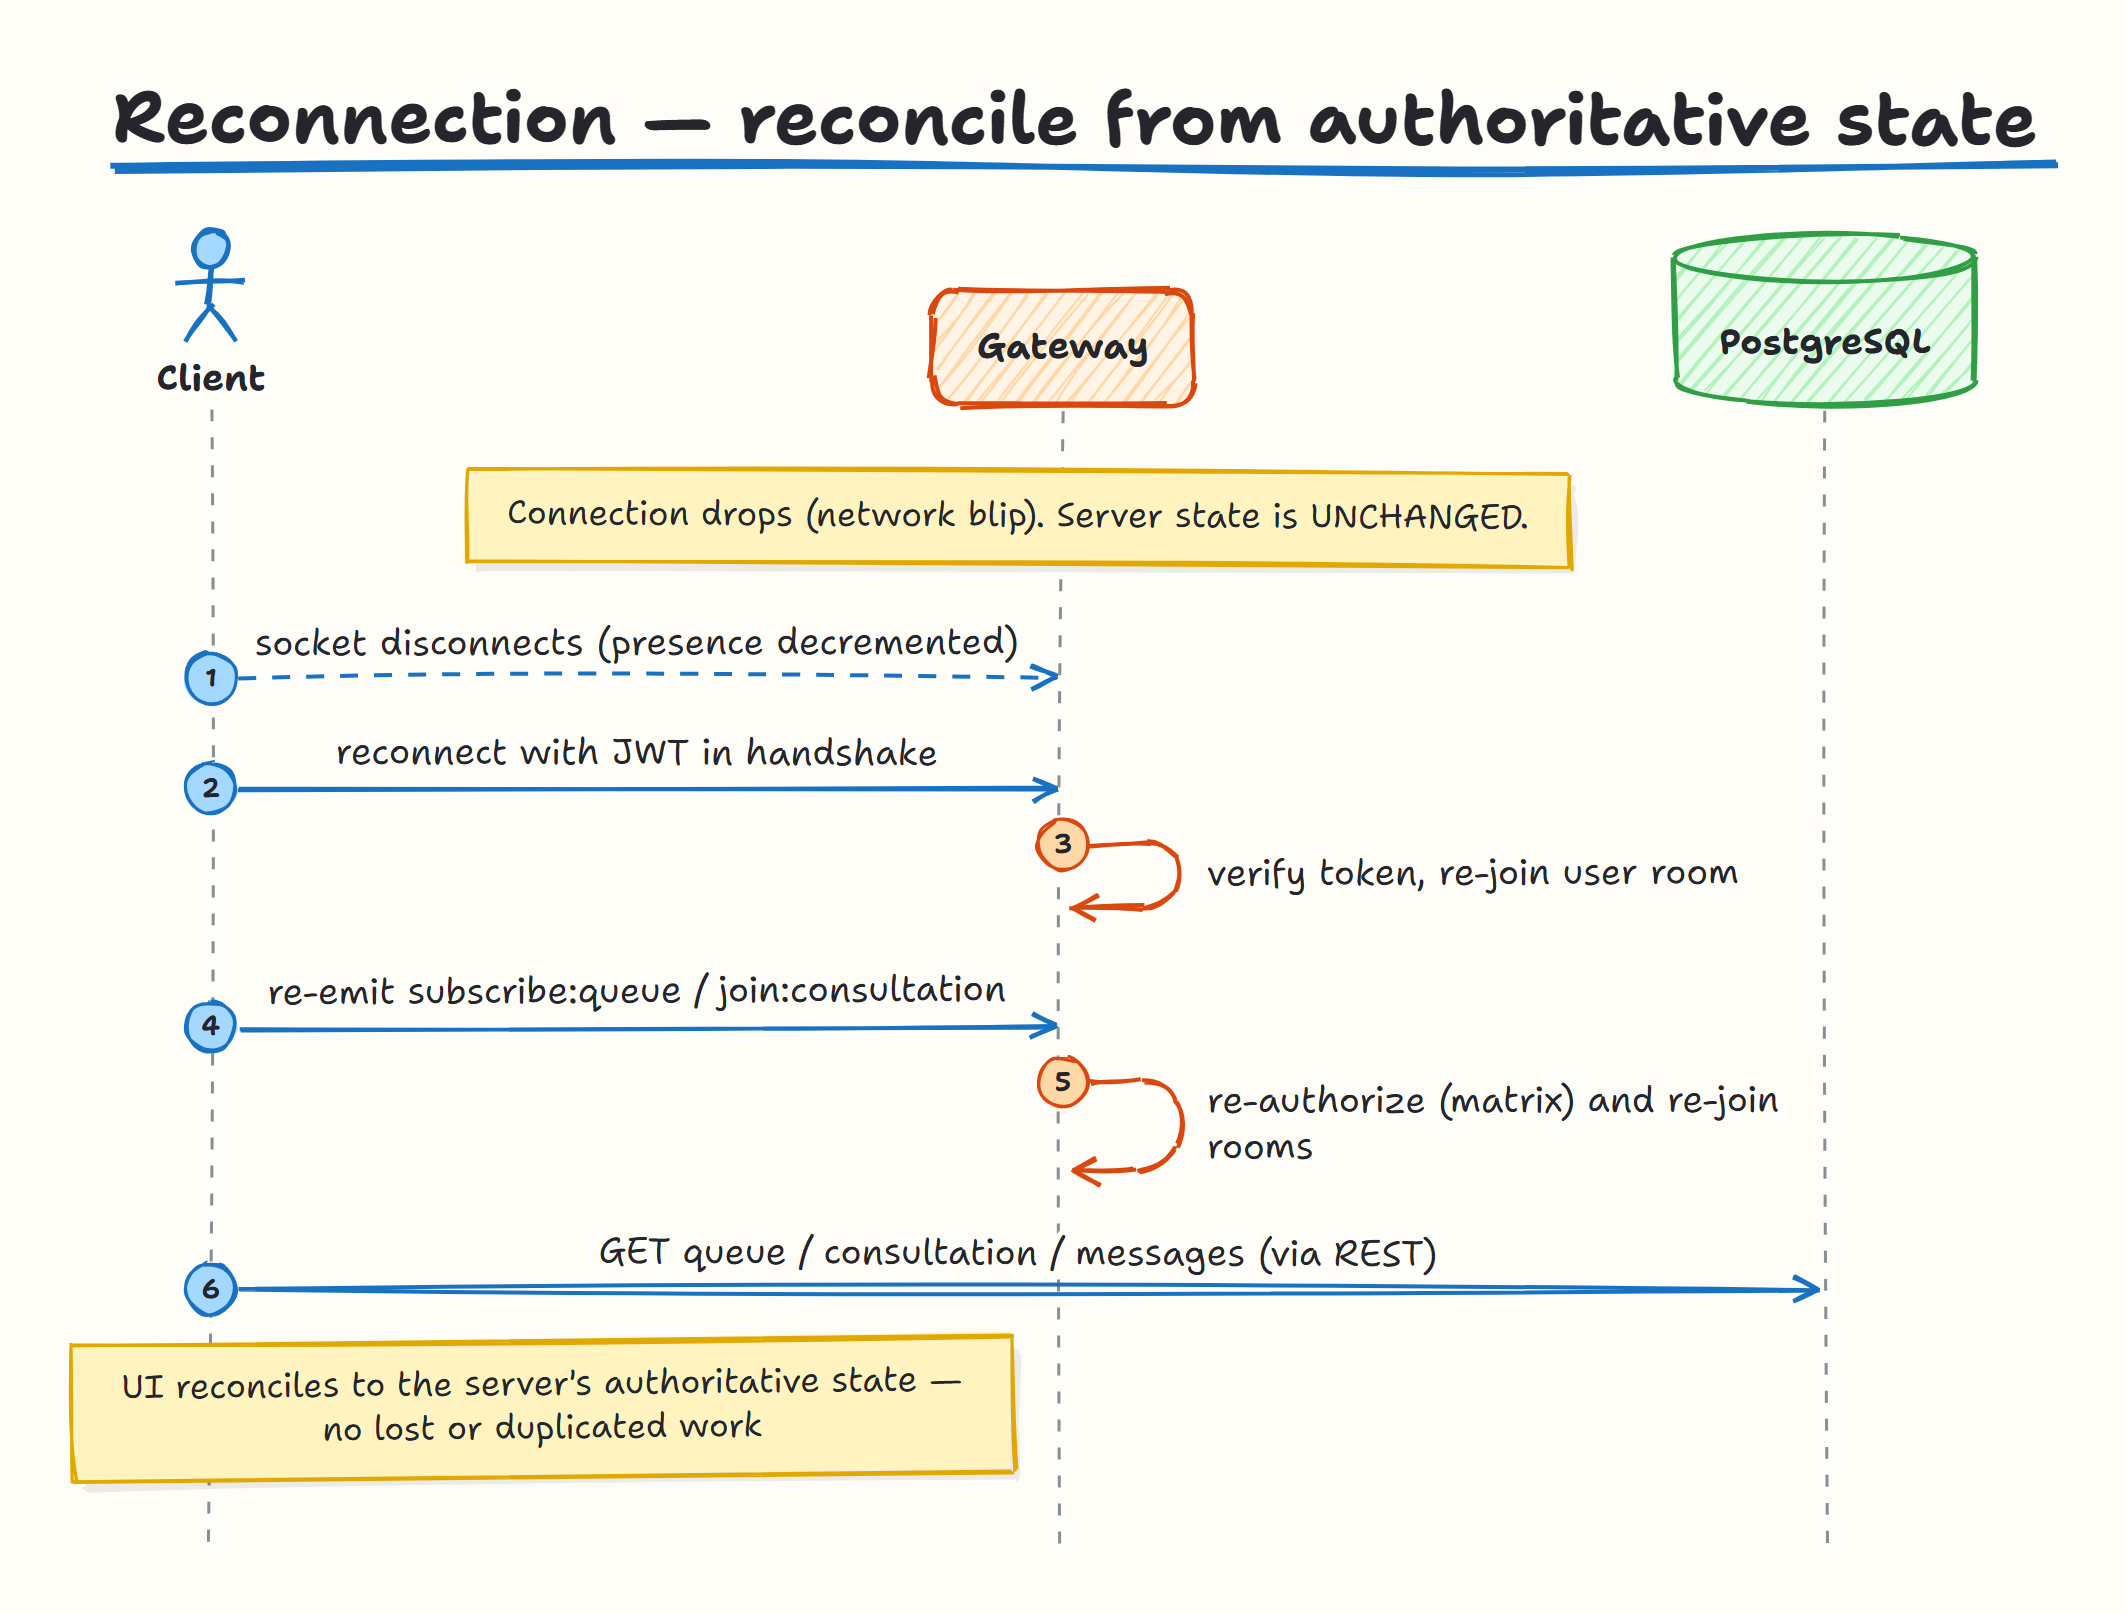 Reconnection — reconcile from authoritative state
Client
Gateway
PostgreSQL
Connection drops (network blip). Server state is UNCHANGED.
socket disconnects (presence decremented)
1
reconnect with JWT in handshake
2
3
verify token, re-join user room
re-emit subscribe:queue / join:consultation
4
5
re-authorize (matrix) and re-join
rooms
GET queue / consultation / messages (via REST)
6
UI reconciles to the server's authoritative state —
no lost or duplicated work